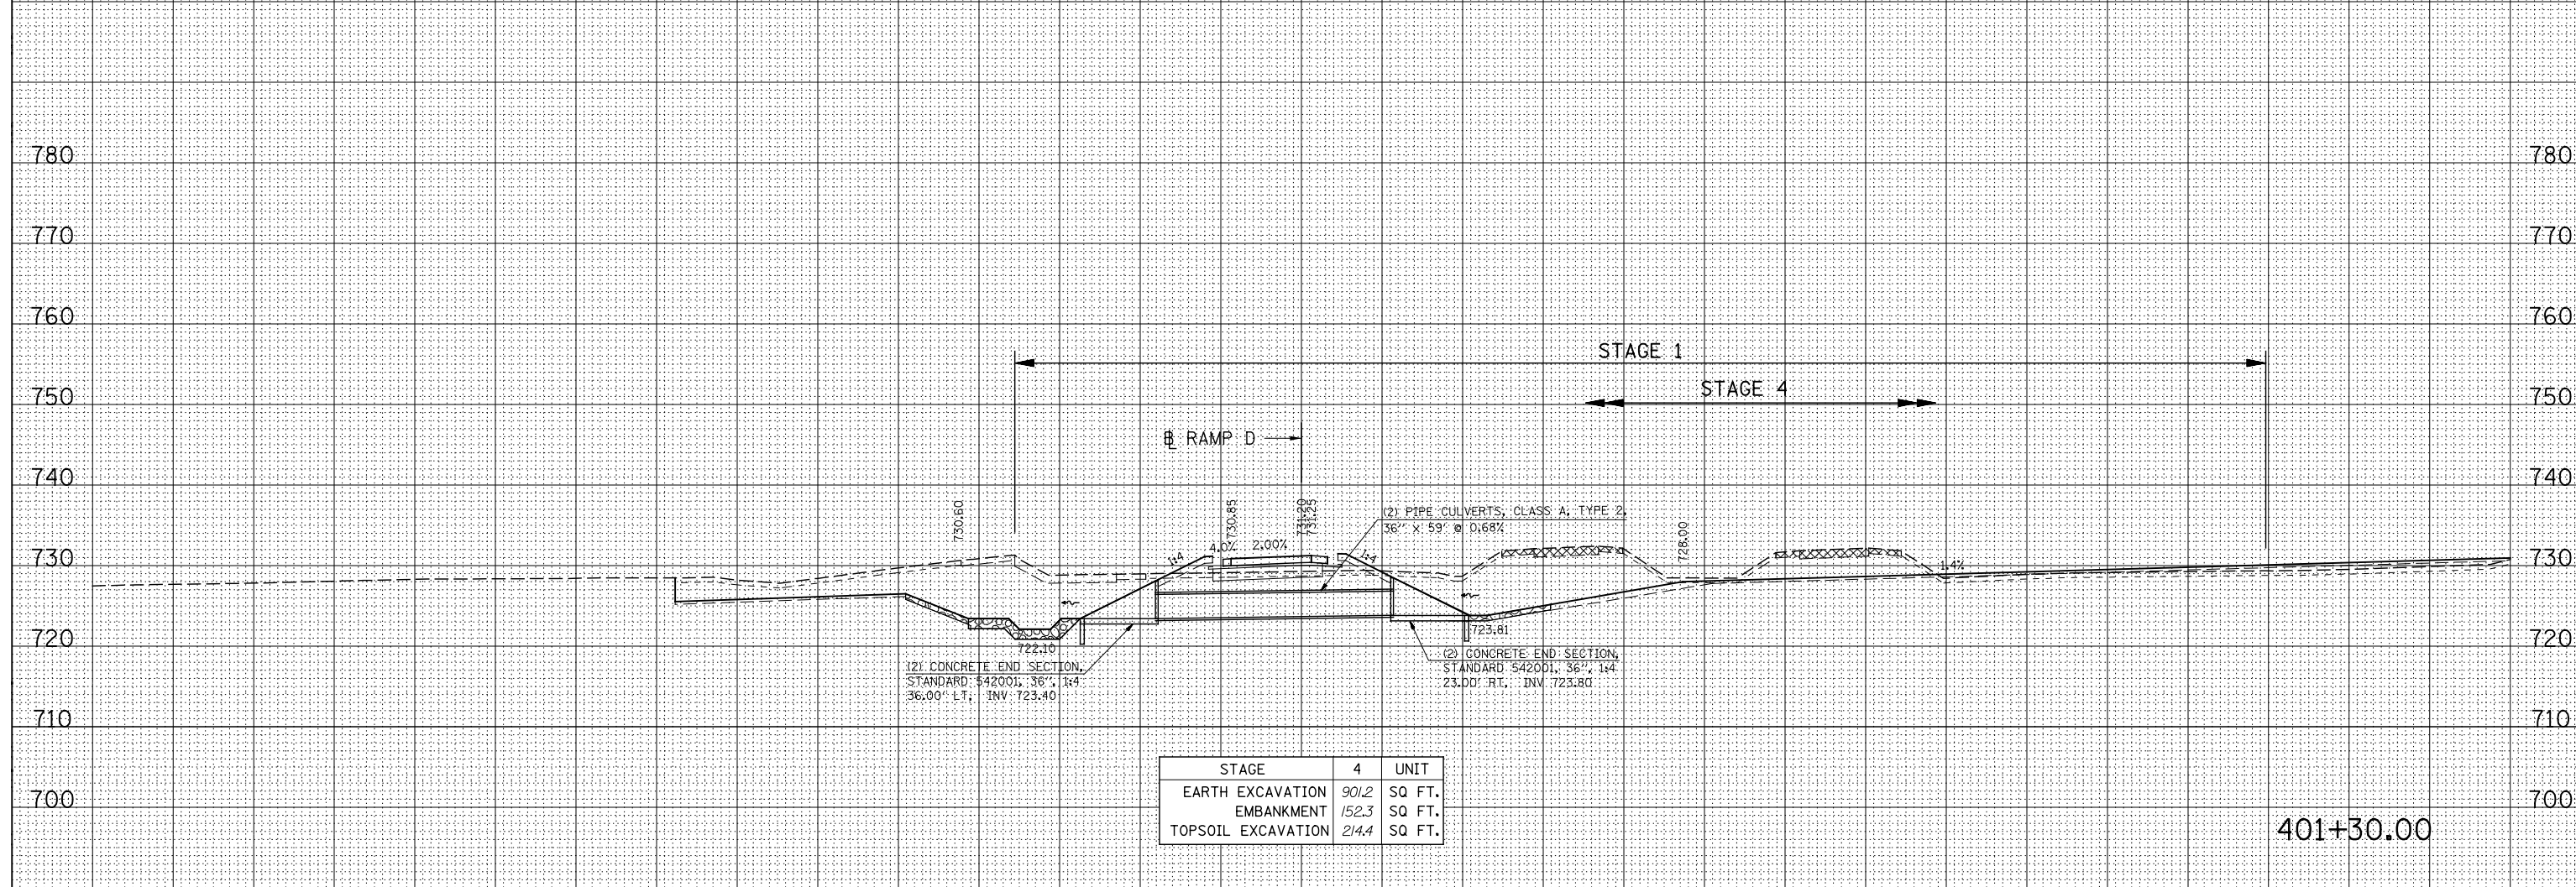 780 780
770 770
760 760
STAGE 1
750 750
STAGE 4
B RAMP D
740 740
730.60
730.85
731.20
731.25
728.00
(2) PIPE CULVERTS, CLASS A, TYPE 2,
36" x 59' @ 0.68%
1:4
4.0%
2.00%
1:4
730 730
1.4%
723.81
722.10
720 720
(2) CONCRETE END SECTION,
STANDARD 542001, 36", 1:4
36.00' LT, INV 723.40
(2) CONCRETE END SECTION,
STANDARD 542001, 36", 1:4
23.00' RT, INV 723.80
710 710
STAGE 4 UNIT
EARTH EXCAVATION 901.2 SQ FT.
EMBANKMENT 152.3 SQ FT.
TOPSOIL EXCAVATION 214.4 SQ FT.
700 700
401+30.00